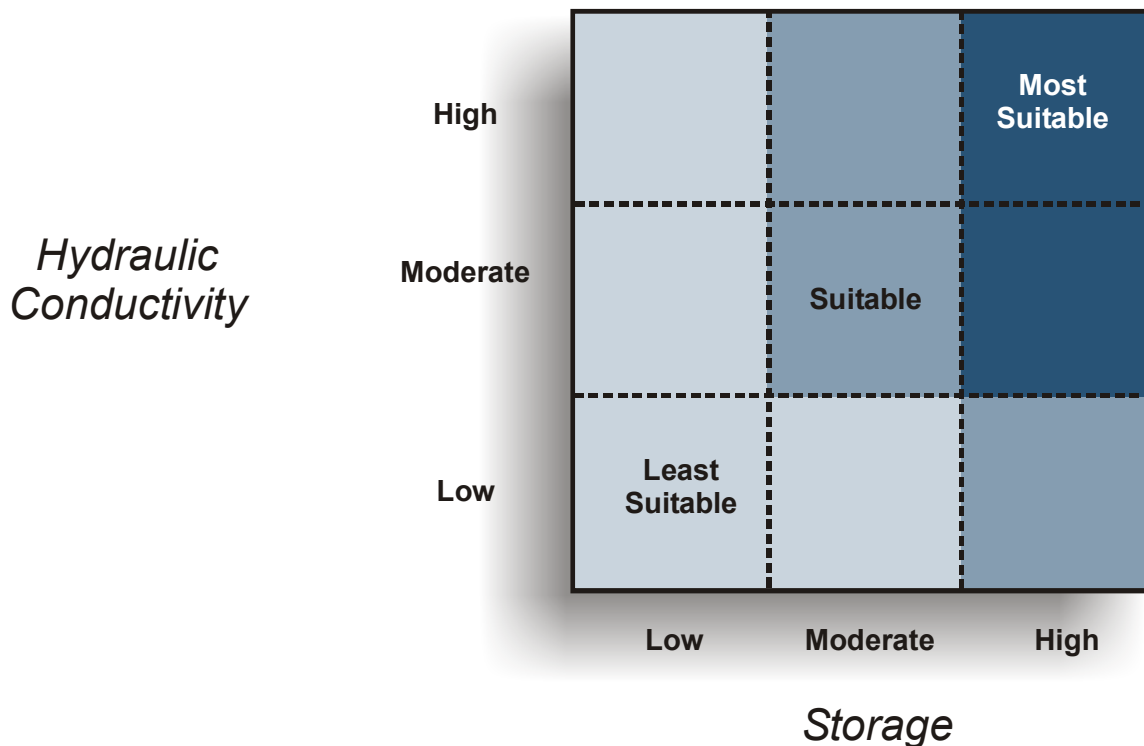 High
Most
Suitable
Hydraulic
Conductivity
Moderate
Suitable
Low
Least
Suitable
Low
Moderate
High
Storage